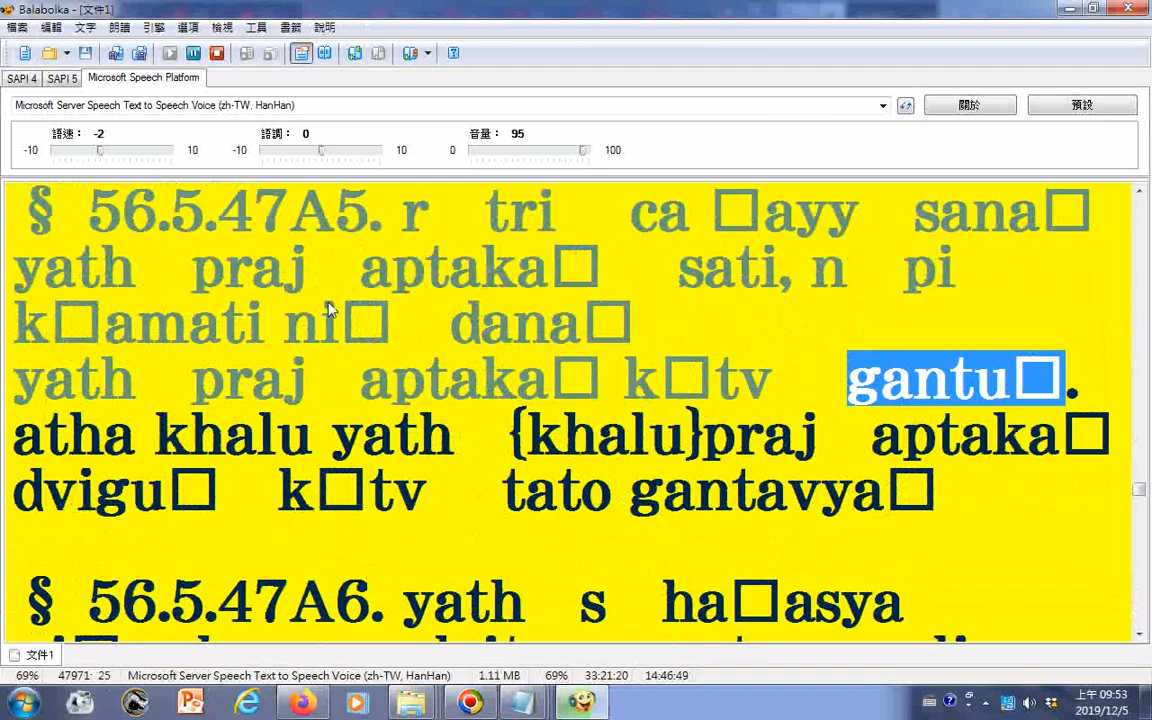 Balabolka - [文件1]
檔案 編輯 文字 朗讀 引擎 選項 檢視 工具 書籤 說明
SAPI 4 SAPI 5 Microsoft Speech Platform
Microsoft Server Speech Text to Speech Voice (zh-TW, HanHan) 關於 預設
語速： -2 語調： 0 音量： 95
-10 10 -10 10 0 100
§ 56.5.47A5. r tri ca □ayy sana□
yath praj aptaka□ sati, n pi
k□amati ni□ dana□
yath praj aptaka□ k□tv gantu□.
atha khalu yath {khalu}praj aptaka□
dvigu□ k□tv tato gantavya□
§ 56.5.47A6. yath s ha□asya
文件1
69% 47971: 25 Microsoft Server Speech Text to Speech Voice (zh-TW, HanHan) 1.11 MB 69% 33:21:20 14:46:49
上午 09:53
2019/12/5